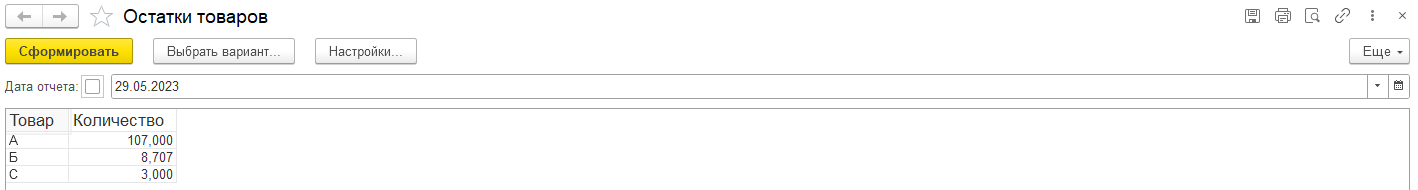 Остатки товаров
Сформировать Выбрать вариант... Настройки... Еще
Дата отчета: 29.05.2023
Товар Количество
А 107,000
Б 8,707
С 3,000